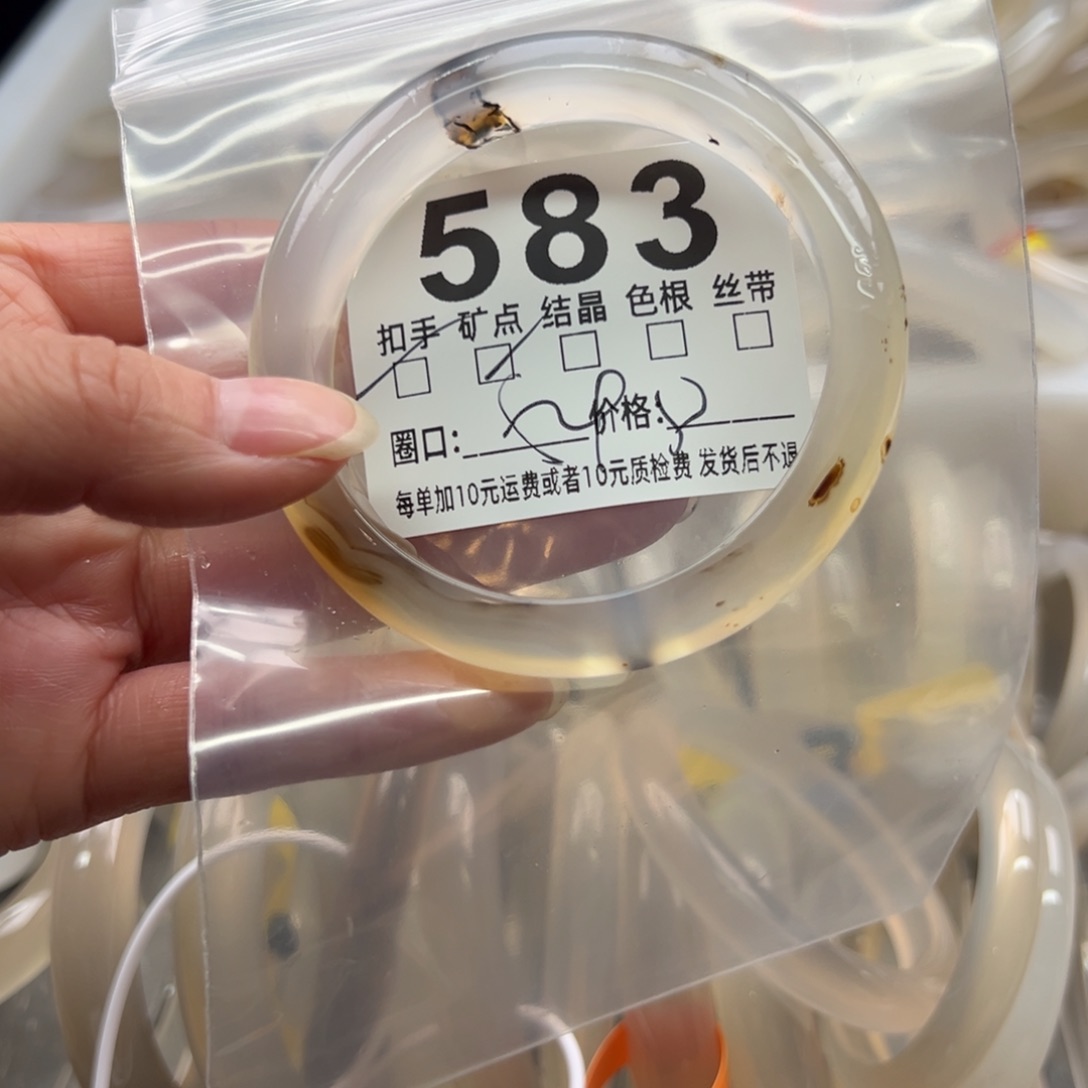 583
扣手 矿点 结晶 色根 丝带
圈口: 价格:
每单加10元运费或者10元质检费 发货后不退